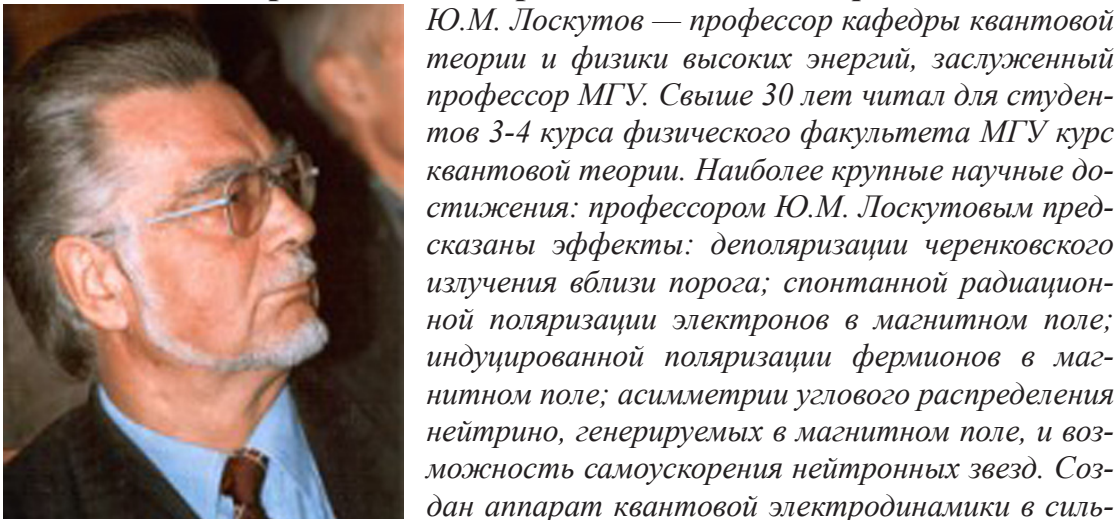 Ю.М. Лоскутов — профессор кафедры квантовой
теории и физики высоких энергий, заслуженный
профессор МГУ. Свыше 30 лет читал для студен-
тов 3-4 курса физического факультета МГУ курс
квантовой теории. Наиболее крупные научные до-
стижения: профессором Ю.М. Лоскутовым пред-
сказаны эффекты: деполяризации черенковского
излучения вблизи порога; спонтанной радиацион-
ной поляризации электронов в магнитном поле;
индуцированной поляризации фермионов в маг-
нитном поле; асимметрии углового распределения
нейтрино, генерируемых в магнитном поле, и воз-
можность самоускорения нейтронных звезд. Соз-
дан аппарат квантовой электродинамики в силь-